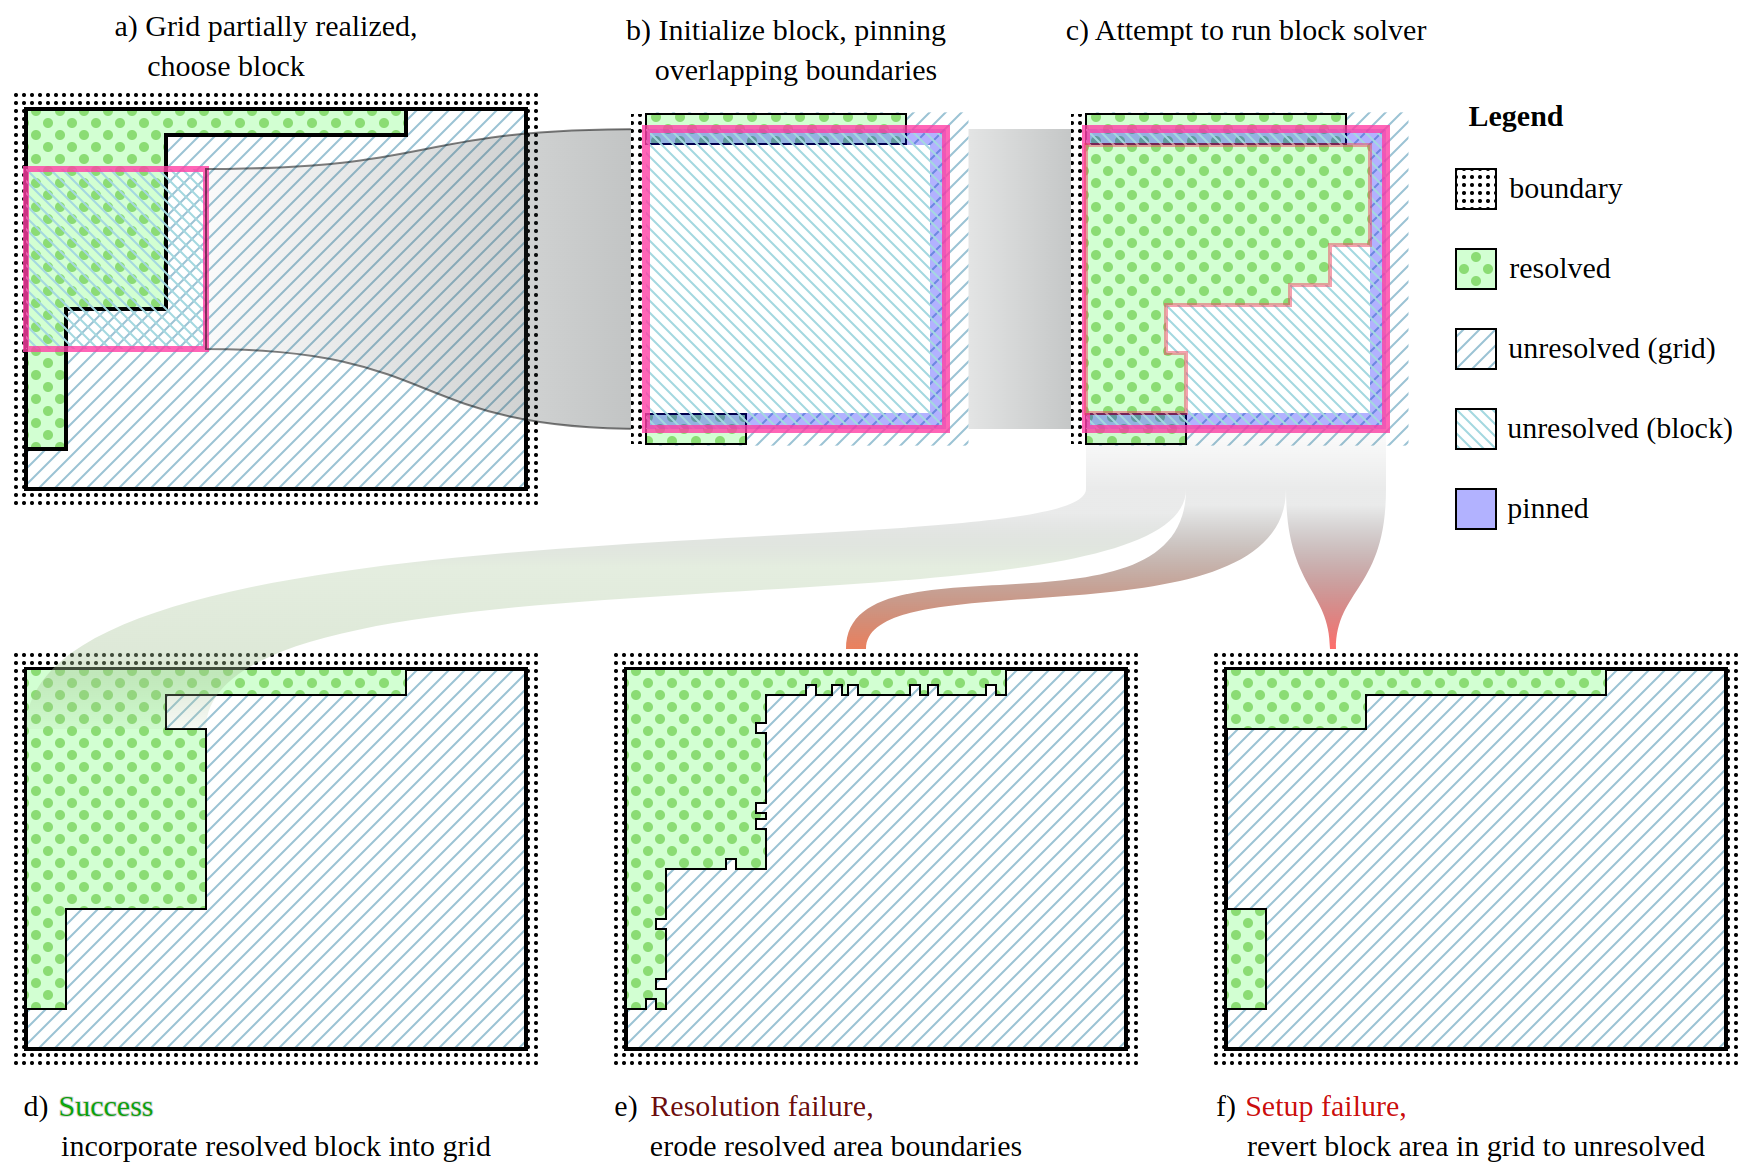 a) Grid partially realized,
choose block
b) Initialize block, pinning
overlapping boundaries
c) Attempt to run block solver
Legend
boundary
resolved
unresolved (grid)
unresolved (block)
pinned
d) Success
incorporate resolved block into grid
e) Resolution failure,
erode resolved area boundaries
f) Setup failure,
revert block area in grid to unresolved